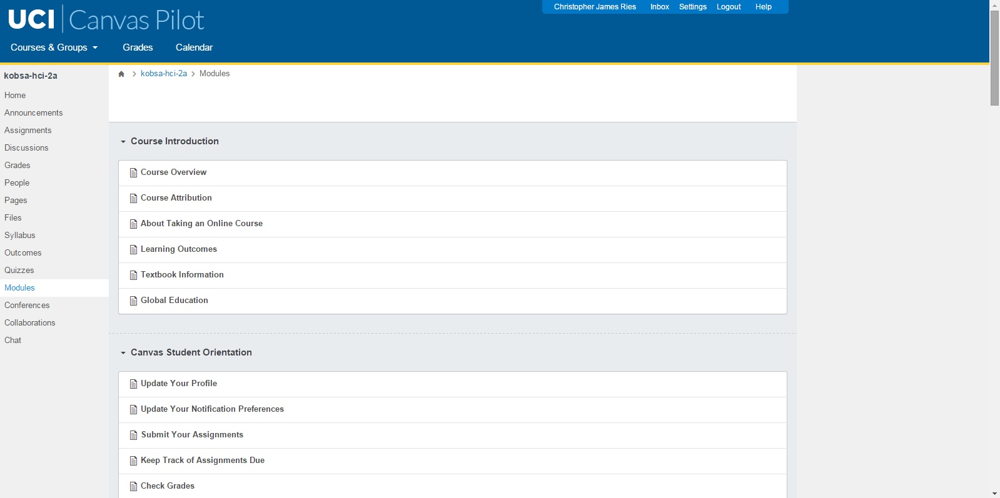 UCI Canvas Pilot
Christopher James Ries Inbox Settings Logout Help
Courses & Groups Grades Calendar
kobsa-hci-2a
Home
Announcements
Assignments
Discussions
Grades
People
Pages
Files
Syllabus
Outcomes
Quizzes
Modules
Conferences
Collaborations
Chat
kobsa-hci-2a > Modules
Course Introduction
Course Overview
Course Attribution
About Taking an Online Course
Learning Outcomes
Textbook Information
Global Education
Canvas Student Orientation
Update Your Profile
Update Your Notification Preferences
Submit Your Assignments
Keep Track of Assignments Due
Check Grades